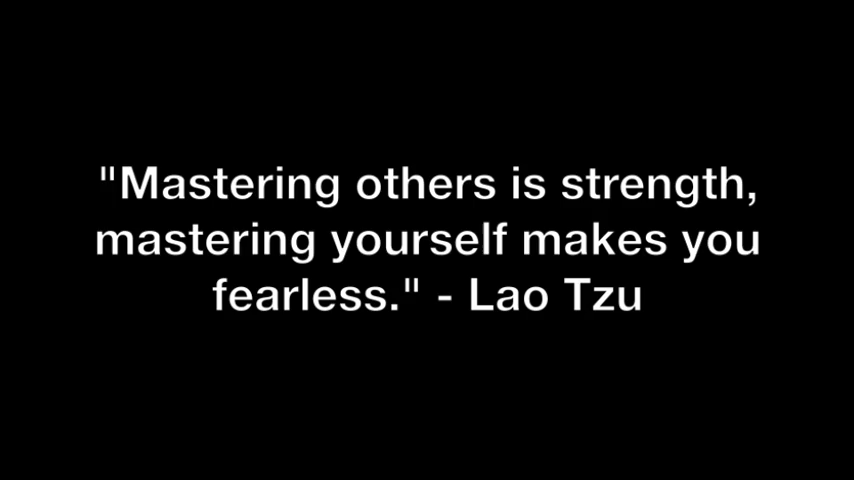 "Mastering others is strength,
mastering yourself makes you
fearless." - Lao Tzu